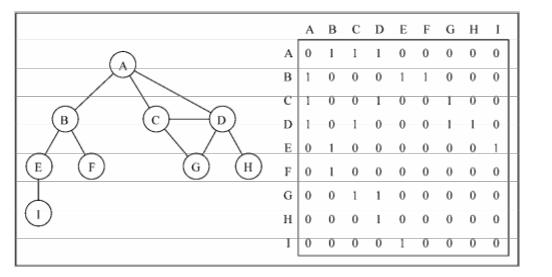 A B C D E F G H I
A 0 1 1 1 0 0 0 0 0
B 1 0 0 0 1 1 0 0 0
C 1 0 0 1 0 0 1 0 0
D 1 0 1 0 0 0 1 1 0
E 0 1 0 0 0 0 0 0 1
F 0 1 0 0 0 0 0 0 0
G 0 0 1 1 0 0 0 0 0
H 0 0 0 1 0 0 0 0 0
I 0 0 0 0 1 0 0 0 0
A
B C D
E F G H
I